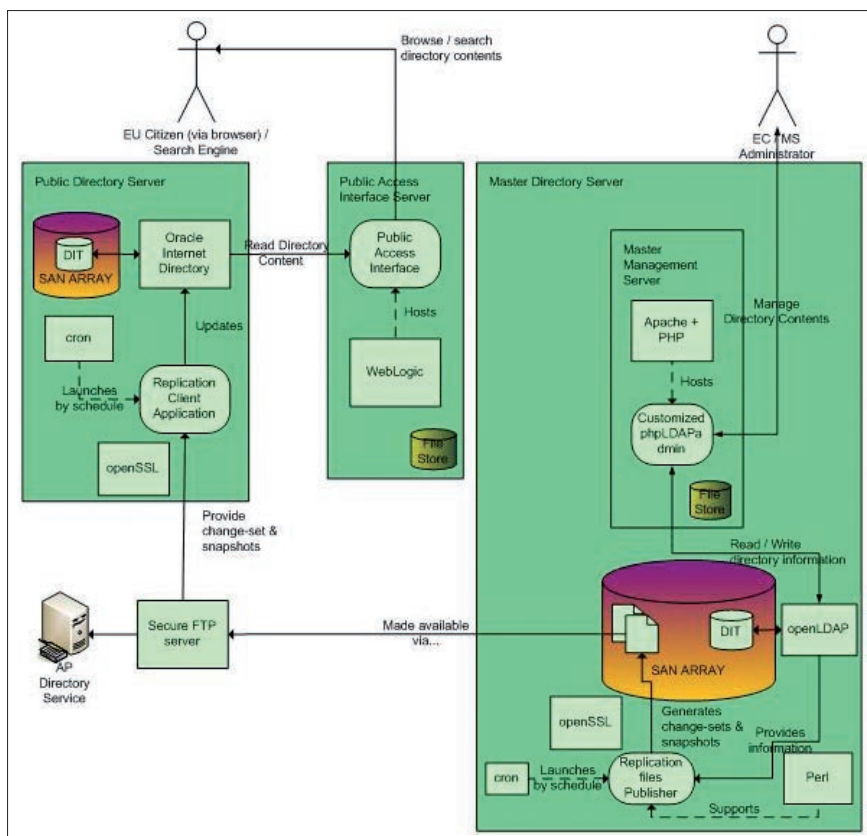 Browse / search
directory contents
EU Citizen (via browser) /
Search Engine
EC / MS
Administrator
Public Directory Server
DIT
SAN ARRAY
Oracle
Internet
Directory
Updates
cron
Launches
by schedule
Replication
Client
Application
openSSL
Read Directory
Content
Public Access
Interface Server
Public
Access
Interface
Hosts
WebLogic
File
Store
Master Directory Server
Master
Management
Server
Apache +
PHP
Hosts
Manage
Directory Contents
Customized
phpLDAPa
dmin
File
Store
Read / Write
directory information
Provide
change-set &
snapshots
AP
Directory
Service
Secure FTP
server
Made available
via...
DIT
SAN ARRAY
openLDAP
openSSL
Generates
change-sets &
snapshots
Provides
information
cron
Launches
by schedule
Replication
files
Publisher
Perl
Supports